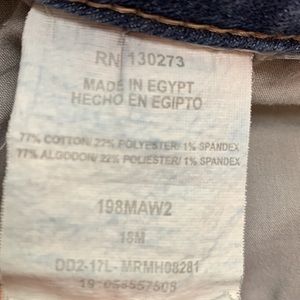 RN 130273
MADE IN EGYPT
HECHO EN EGIPTO
77% COTTON/ 22% POLYESTER/ 1% SPANDEX
77% ALGODON/ 22% POLIESTER/ 1% SPANDEX
198MAW2
18M
DD2-17L- MRMH08281